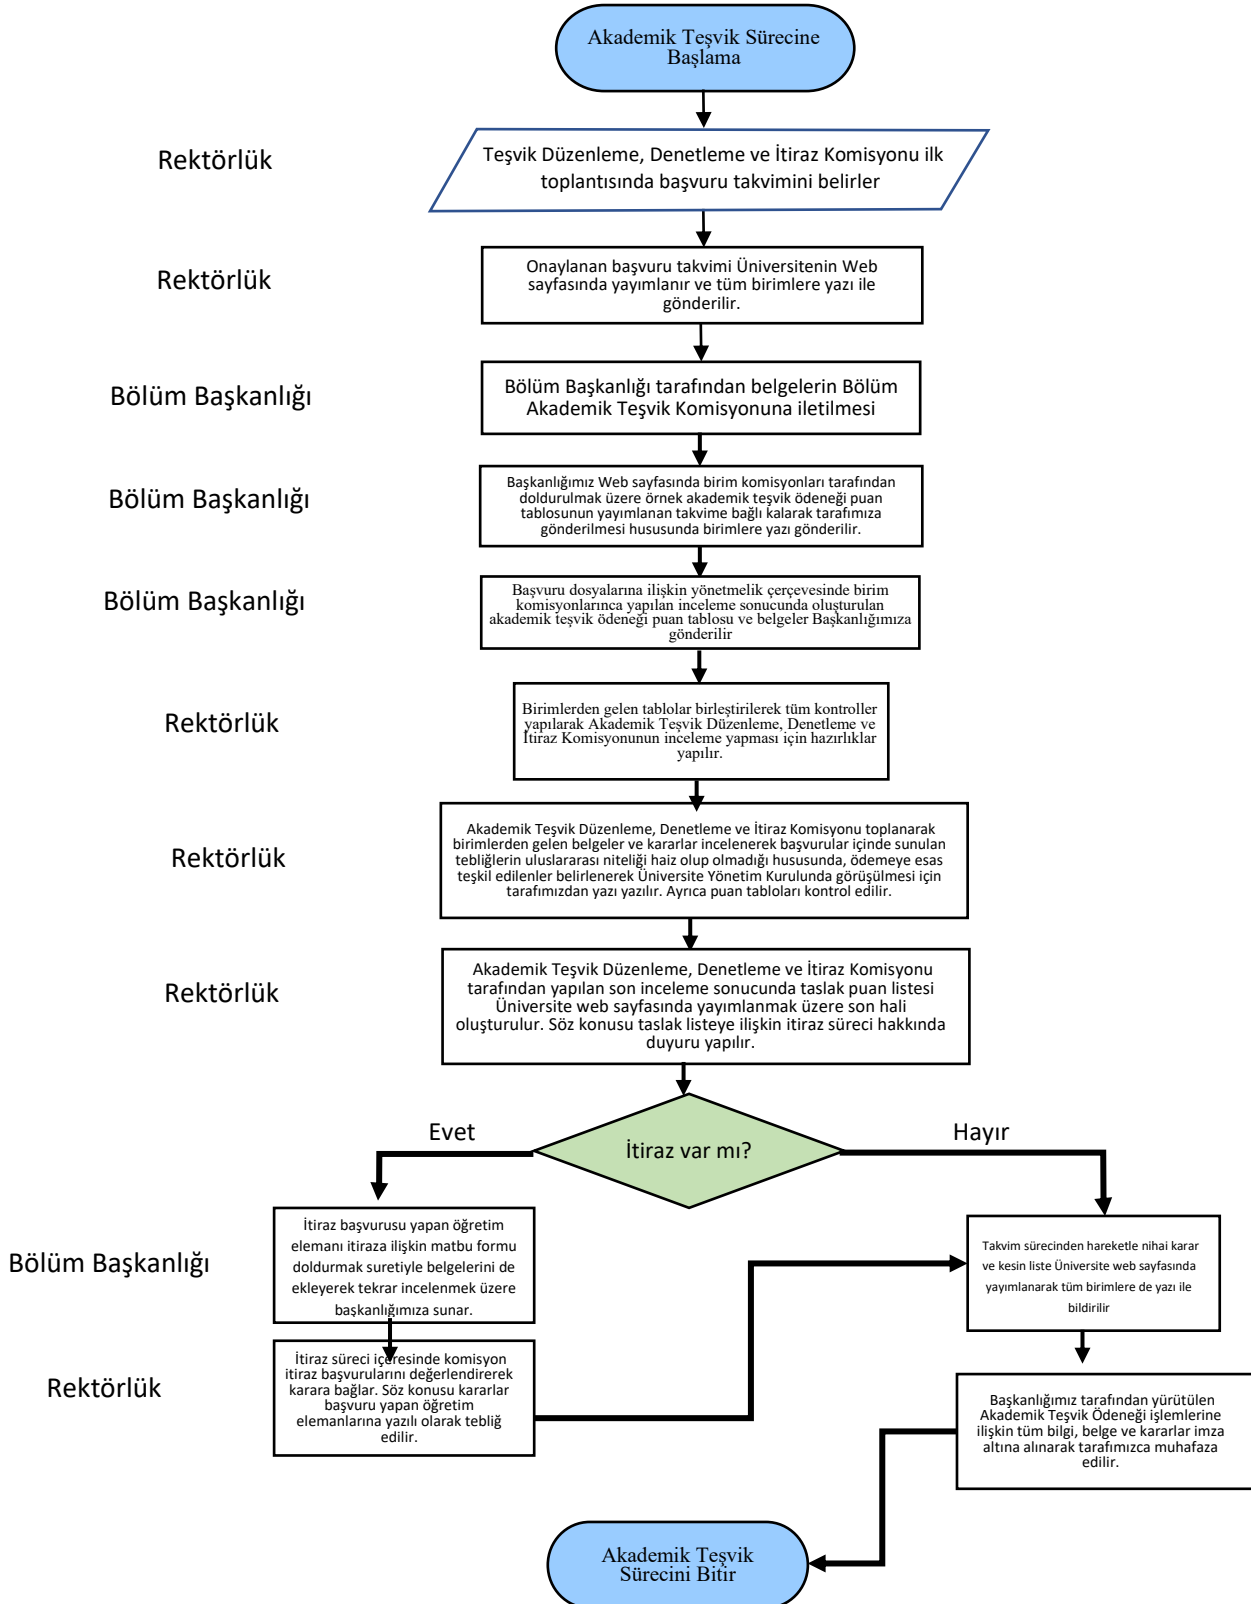 Akademik Teşvik Sürecine
Başlama
Rektörlük
Teşvik Düzenleme, Denetleme ve İtiraz Komisyonu ilk
toplantısında başvuru takvimini belirler
Rektörlük
Onaylanan başvuru takvimi Üniversitenin Web
sayfasında yayımlanır ve tüm birimlere yazı ile
gönderilir.
Bölüm Başkanlığı
Bölüm Başkanlığı tarafından belgelerin Bölüm
Akademik Teşvik Komisyonuna iletilmesi
Bölüm Başkanlığı
Başkanlığımız Web sayfasında birim komisyonları tarafından
doldurulmak üzere örnek akademik teşvik ödeneği puan
tablosunun yayımlanan takvime bağlı kalarak tarafımıza
gönderilmesi hususunda birimlere yazı gönderilir.
Bölüm Başkanlığı
Başvuru dosyalarına ilişkin yönetmelik çerçevesinde birim
komisyonlarınca yapılan inceleme sonucunda oluşturulan
akademik teşvik ödeneği puan tablosu ve belgeler Başkanlığımıza
gönderilir
Rektörlük
Birimlerden gelen tablolar birleştirilerek tüm kontroller
yapılarak Akademik Teşvik Düzenleme, Denetleme ve
İtiraz Komisyonunun inceleme yapması için hazırlıklar
yapılır.
Rektörlük
Akademik Teşvik Düzenleme, Denetleme ve İtiraz Komisyonu toplanarak
birimlerden gelen belgeler ve kararlar incelenerek başvurular içinde sunulan
tebliğlerin uluslararası niteliği haiz olup olmadığı hususunda, ödemeye esas
teşkil edilenler belirlenerek Üniversite Yönetim Kurulunda görüşülmesi için
tarafımızdan yazı yazılır. Ayrıca puan tabloları kontrol edilir.
Rektörlük
Akademik Teşvik Düzenleme, Denetleme ve İtiraz Komisyonu
tarafından yapılan son inceleme sonucunda taslak puan listesi
Üniversite web sayfasında yayımlanmak üzere son hali
oluşturulur. Söz konusu taslak listeye ilişkin itiraz süreci hakkında
duyuru yapılır.
Evet
İtiraz var mı?
Hayır
Bölüm Başkanlığı
İtiraz başvurusu yapan öğretim
elemanı itiraza ilişkin matbu formu
doldurmak suretiyle belgelerini de
ekleyerek tekrar incelenmek üzere
başkanlığımıza sunar.
Takvim sürecinden hareketle nihai karar
ve kesin liste Üniversite web sayfasında
yayımlanarak tüm birimlere de yazı ile
bildirilir
Rektörlük
İtiraz süreci içeresinde komisyon
itiraz başvurularını değerlendirerek
karara bağlar. Söz konusu kararlar
başvuru yapan öğretim
elemanlarına yazılı olarak tebliğ
edilir.
Başkanlığımız tarafından yürütülen
Akademik Teşvik Ödeneği işlemlerine
ilişkin tüm bilgi, belge ve kararlar imza
altına alınarak tarafımızca muhafaza
edilir.
Akademik Teşvik
Sürecini Bitir